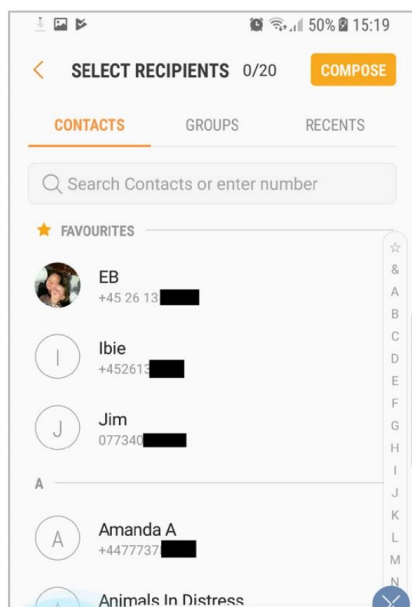 50% 15:19
SELECT RECIPIENTS 0/20 COMPOSE
CONTACTS GROUPS RECENTS
Search Contacts or enter number
FAVOURITES
EB
+45 26 13
I
Ibie
+452613
J
Jim
077340
A
A
Amanda A
+4477737
A
Animals In Distress
&
A
B
C
D
E
F
G
H
I
J
K
L
M
N